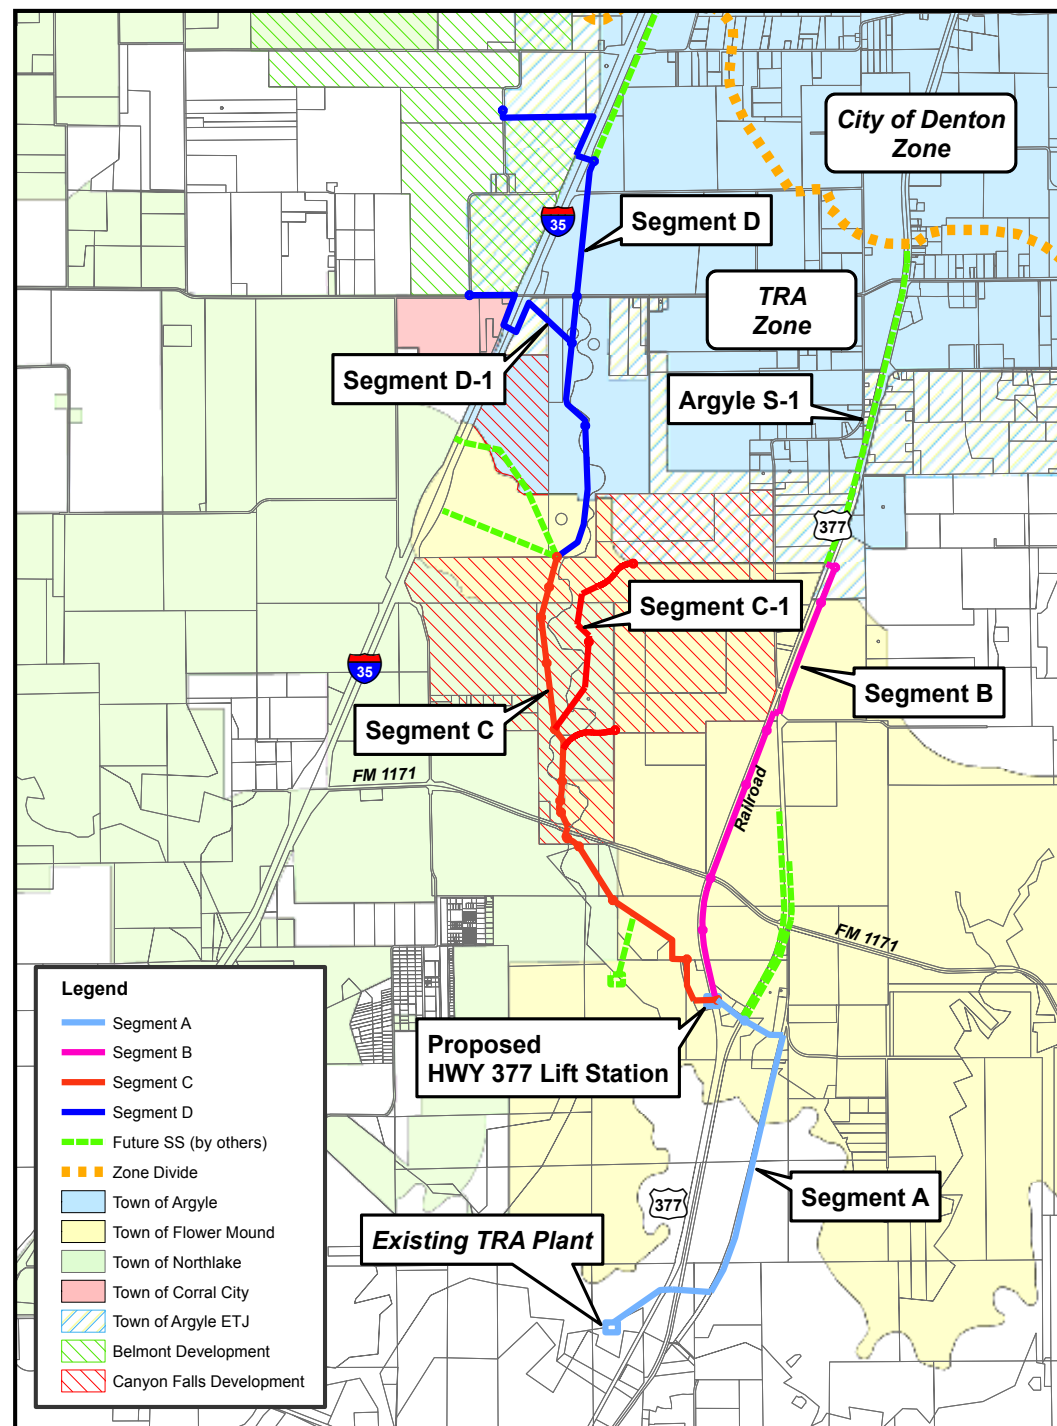 City of Denton
Zone
Segment D
35
TRA
Zone
Segment D-1
Argyle S-1
377
Segment C-1
35
Segment B
Segment C
FM 1171
Railroad
FM 1171
Proposed
HWY 377 Lift Station
Segment A
377
Existing TRA Plant
Legend
Segment A
Segment B
Segment C
Segment D
Future SS (by others)
Zone Divide
Town of Argyle
Town of Flower Mound
Town of Northlake
Town of Corral City
Town of Argyle ETJ
Belmont Development
Canyon Falls Development